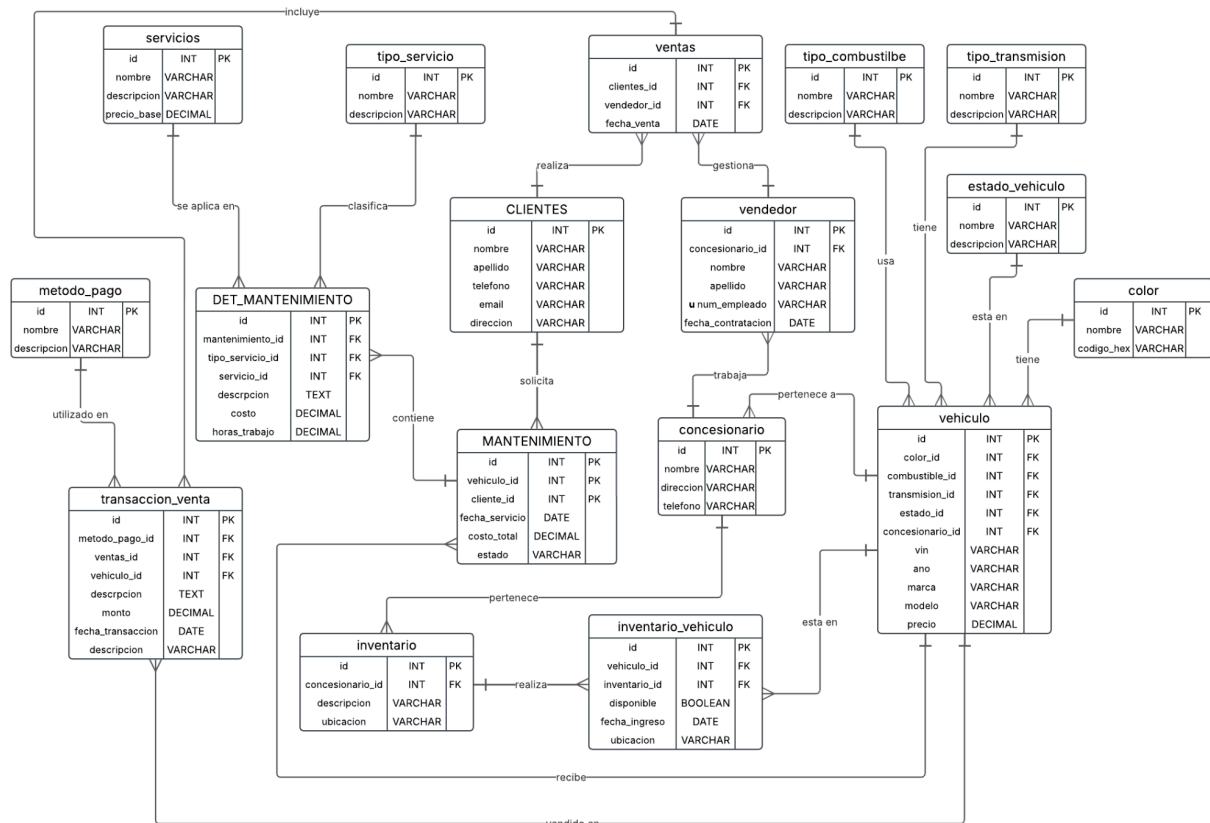 incluye
servicios
id INT PK
nombre VARCHAR
descripcion VARCHAR
precio_base DECIMAL
tipo_servicio
id INT PK
nombre VARCHAR
descripcion VARCHAR
ventas
id INT PK
clientes_id INT FK
vendedor_id INT FK
fecha_venta DATE
tipo_combustilbe
id INT PK
nombre VARCHAR
descripcion VARCHAR
tipo_transmision
id INT PK
nombre VARCHAR
descripcion VARCHAR
realiza
gestiona
estado_vehiculo
id INT PK
nombre VARCHAR
descripcion VARCHAR
se aplica en
clasifica
CLIENTES
id INT PK
nombre VARCHAR
apellido VARCHAR
telefono VARCHAR
email VARCHAR
direccion VARCHAR
vendedor
id INT PK
concesionario_id INT FK
nombre VARCHAR
apellido VARCHAR
u num_empleado VARCHAR
fecha_contratacion DATE
tiene
usa
metodo_pago
id INT PK
nombre VARCHAR
descripcion VARCHAR
DET_MANTENIMIENTO
id INT PK
mantenimiento_id INT FK
tipo_servicio_id INT FK
servicio_id INT FK
descrpcion TEXT
costo DECIMAL
horas_trabajo DECIMAL
color
id INT PK
nombre VARCHAR
codigo_hex VARCHAR
esta en
tiene
solicita
trabaja
pertenece a
utilizado en
contiene
MANTENIMIENTO
id INT PK
vehiculo_id INT PK
cliente_id INT PK
fecha_servicio DATE
costo_total DECIMAL
estado VARCHAR
concesionario
id INT PK
nombre VARCHAR
direccion VARCHAR
telefono VARCHAR
vehiculo
id INT PK
color_id INT FK
combustible_id INT FK
transmision_id INT FK
estado_id INT FK
concesionario_id INT FK
vin VARCHAR
ano VARCHAR
marca VARCHAR
modelo VARCHAR
precio DECIMAL
transaccion_venta
id INT PK
metodo_pago_id INT FK
ventas_id INT FK
vehiculo_id INT FK
descrpcion TEXT
monto DECIMAL
fecha_transaccion DATE
descripcion VARCHAR
pertenece
esta en
inventario
id INT PK
concesionario_id INT FK
descripcion VARCHAR
ubicacion VARCHAR
realiza
inventario_vehiculo
id INT PK
vehiculo_id INT FK
inventario_id INT FK
disponible BOOLEAN
fecha_ingreso DATE
ubicacion VARCHAR
recibe